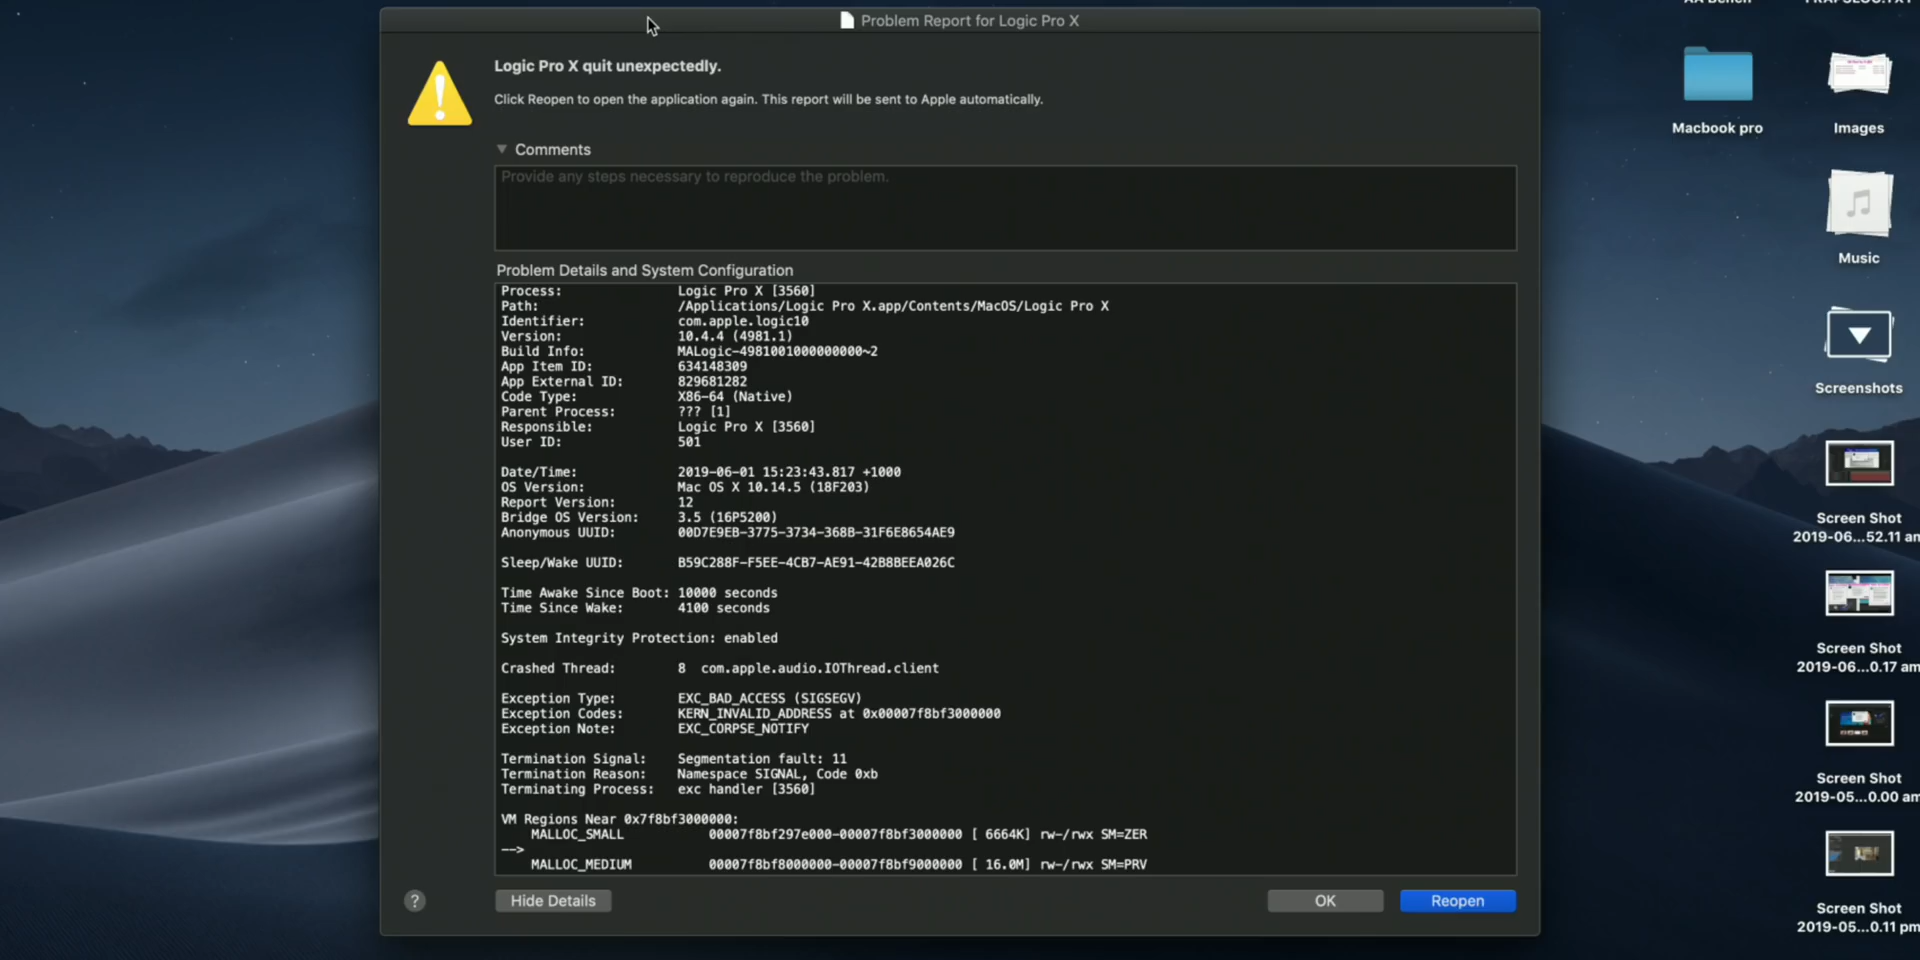 Problem Report for Logic Pro X
Logic Pro X quit unexpectedly.
Click Reopen to open the application again. This report will be sent to Apple automatically.
Comments
Provide any steps necessary to reproduce the problem.
Problem Details and System Configuration
Process: Logic Pro X [3560]
Path: /Applications/Logic Pro X.app/Contents/MacOS/Logic Pro X
Identifier: com.apple.logic10
Version: 10.4.4 (4981.1)
Build Info: MALogic-4981001000000000~2
App Item ID: 634148309
App External ID: 829681282
Code Type: X86-64 (Native)
Parent Process: ??? [1]
Responsible: Logic Pro X [3560]
User ID: 501
Date/Time: 2019-06-01 15:23:43.817 +1000
OS Version: Mac OS X 10.14.5 (18F203)
Report Version: 12
Bridge OS Version: 3.5 (16P5200)
Anonymous UUID: 00D7E9EB-3775-3734-368B-31F6E8654AE9
Sleep/Wake UUID: B59C288F-F5EE-4CB7-AE91-42B8BEEA026C
Time Awake Since Boot: 10000 seconds
Time Since Wake: 4100 seconds
System Integrity Protection: enabled
Crashed Thread: 8 com.apple.audio.IOThread.client
Exception Type: EXC_BAD_ACCESS (SIGSEGV)
Exception Codes: KERN_INVALID_ADDRESS at 0x00007f8bf3000000
Exception Note: EXC_CORPSE_NOTIFY
Termination Signal: Segmentation fault: 11
Termination Reason: Namespace SIGNAL, Code 0xb
Terminating Process: exc handler [3560]
VM Regions Near 0x7f8bf3000000:
MALLOC_SMALL 00007f8bf297e000-00007f8bf3000000 [ 6664K] rw-/rwx SM=ZER
-->
MALLOC_MEDIUM 00007f8bf8000000-00007f8bf9000000 [ 16.0M] rw-/rwx SM=PRV
?
Hide Details
OK
Reopen
Macbook pro
Images
Music
Screenshots
Screen Shot
2019-06...52.11 am
Screen Shot
2019-06...0.17 am
Screen Shot
2019-05...0.00 am
Screen Shot
2019-05...0.11 pm